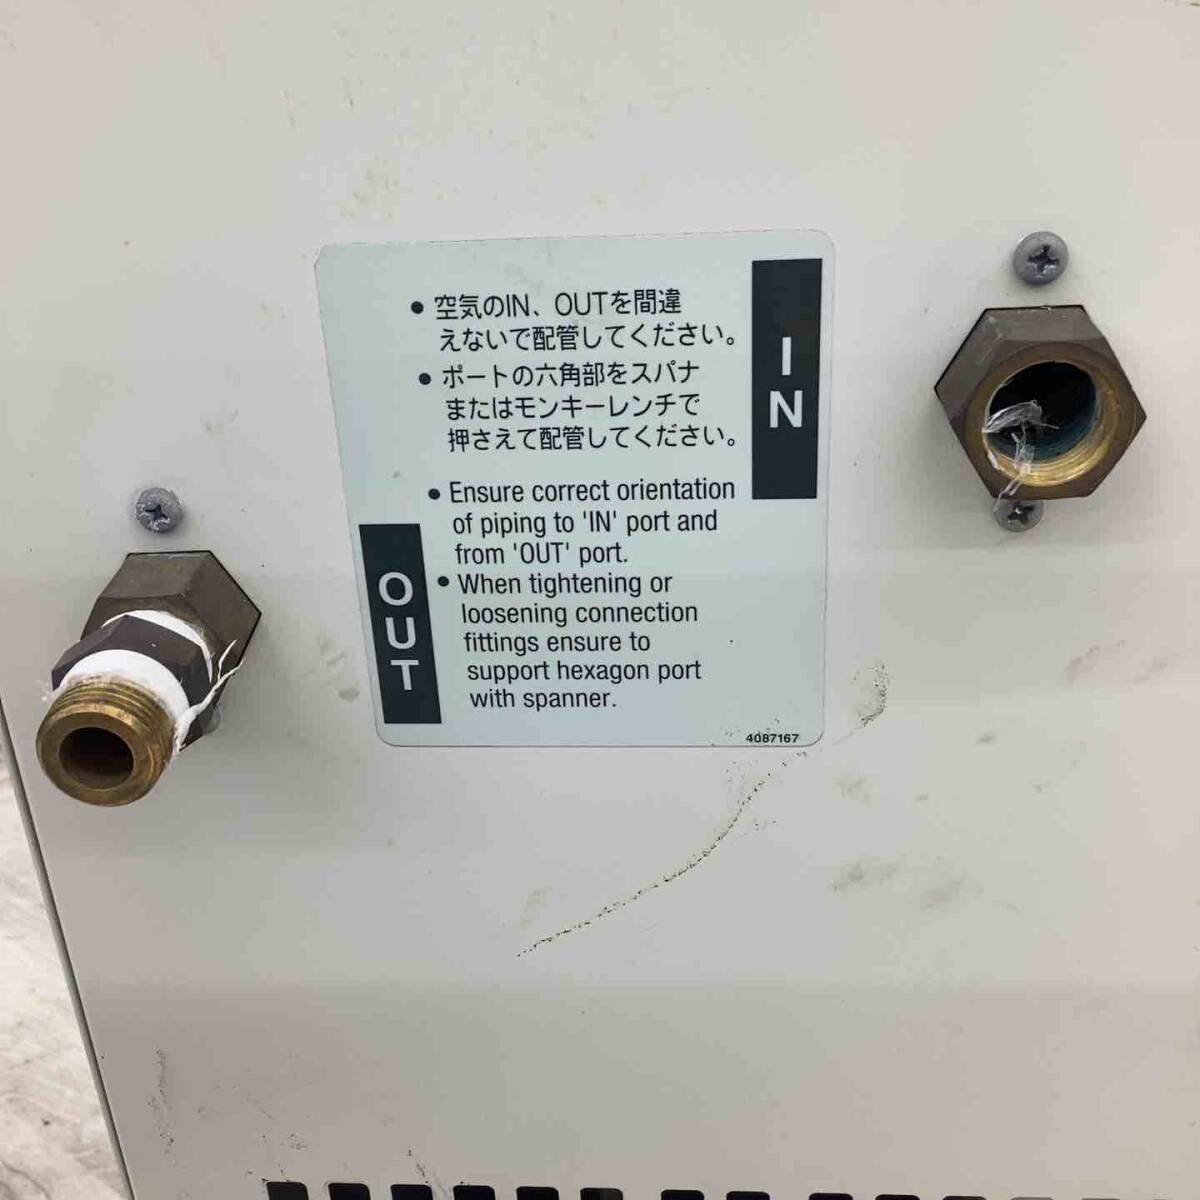 ・空気のIN、OUTを間違
えないで配管してください。
・ポートの六角部をスパナ
またはモンキーレンチで
押さえて配管してください。
IN
• Ensure correct orientation
of piping to 'IN' port and
from 'OUT' port.
• When tightening or
loosening connection
fittings ensure to
support hexagon port
with spanner.
OUT
4087167